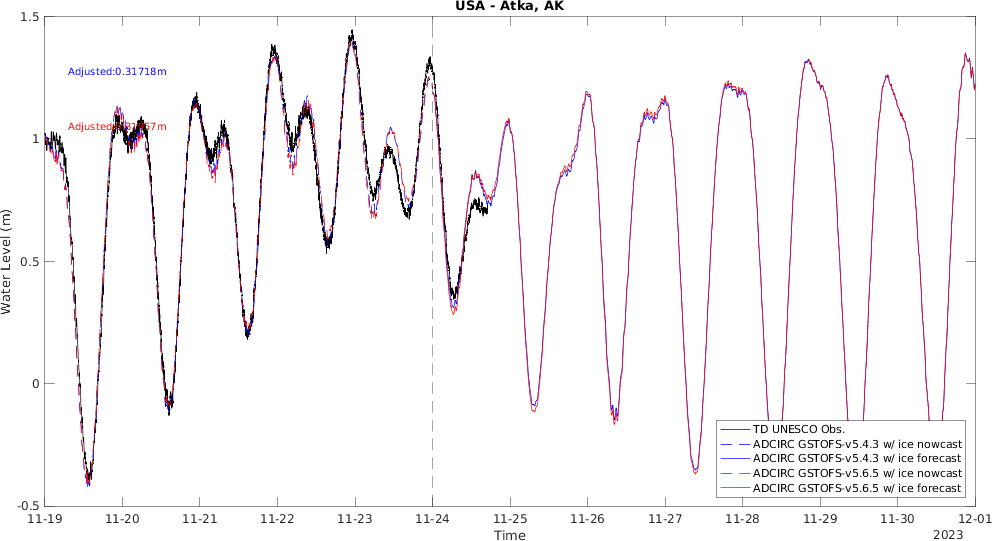 USA - Atka, AK
1.5
1
0.5
0
-0.5
Water Level (m)
Adjusted:0.31718m
11-19 11-20 11-21 11-22 11-23 11-24 11-25 11-26 11-27 11-28 11-29 11-30 12-01
Time
2023
TD UNESCO Obs.
ADCIRC GSTOFS-v5.4.3 w/ ice nowcast
ADCIRC GSTOFS-v5.4.3 w/ ice forecast
ADCIRC GSTOFS-v5.6.5 w/ ice nowcast
ADCIRC GSTOFS-v5.6.5 w/ ice forecast